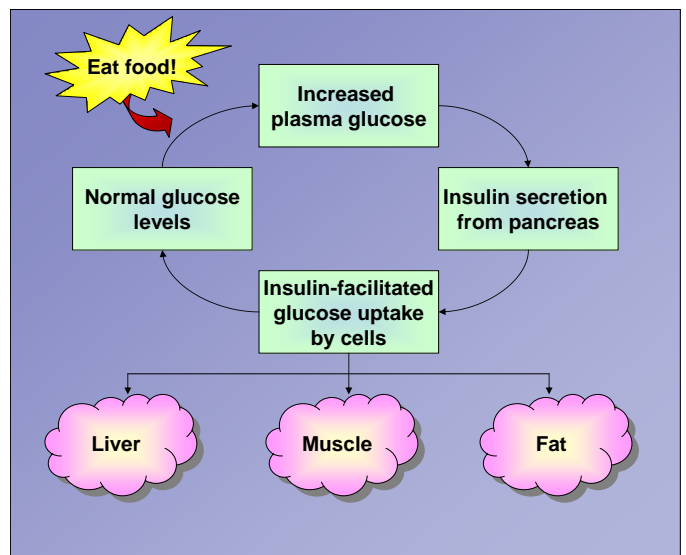 Eat food!
Increased
plasma glucose
Normal glucose
levels
Insulin secretion
from pancreas
Insulin-facilitated
glucose uptake
by cells
Liver
Muscle
Fat